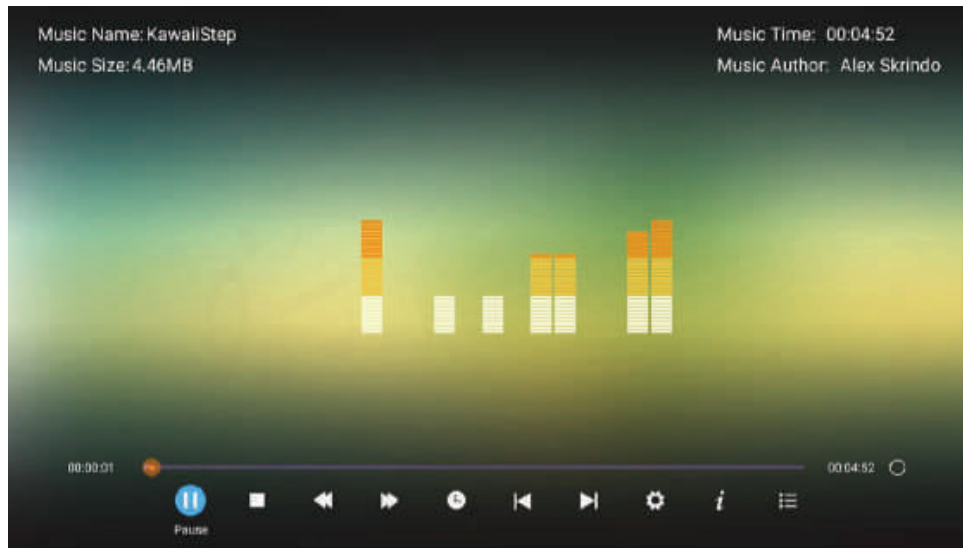 Music Name: KawaiiStep
Music Size: 4.46MB
Music Time: 00:04:52
Music Author: Alex Skrindo
00:00:01
00:04:52
Pause